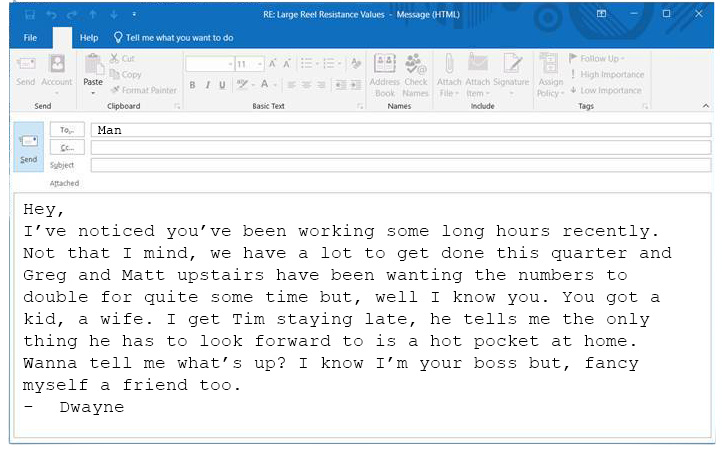 RE: Large Reel Resistance Values - Message (HTML)
File Help Tell me what you want to do
Send Account Paste Cut Copy Format Painter 11 A A B I U A Address Book Check Names Attach File Attach Item Signature Assign Policy Follow Up High Importance Low Importance
Send Clipboard Basic Text Names Include Tags
To... Man
Cc...
Send
Subject
Attached
Hey,
I’ve noticed you’ve been working some long hours recently.
Not that I mind, we have a lot to get done this quarter and
Greg and Matt upstairs have been wanting the numbers to
double for quite some time but, well I know you. You got a
kid, a wife. I get Tim staying late, he tells me the only
thing he has to look forward to is a hot pocket at home.
Wanna tell me what’s up? I know I’m your boss but, fancy
myself a friend too.
- Dwayne